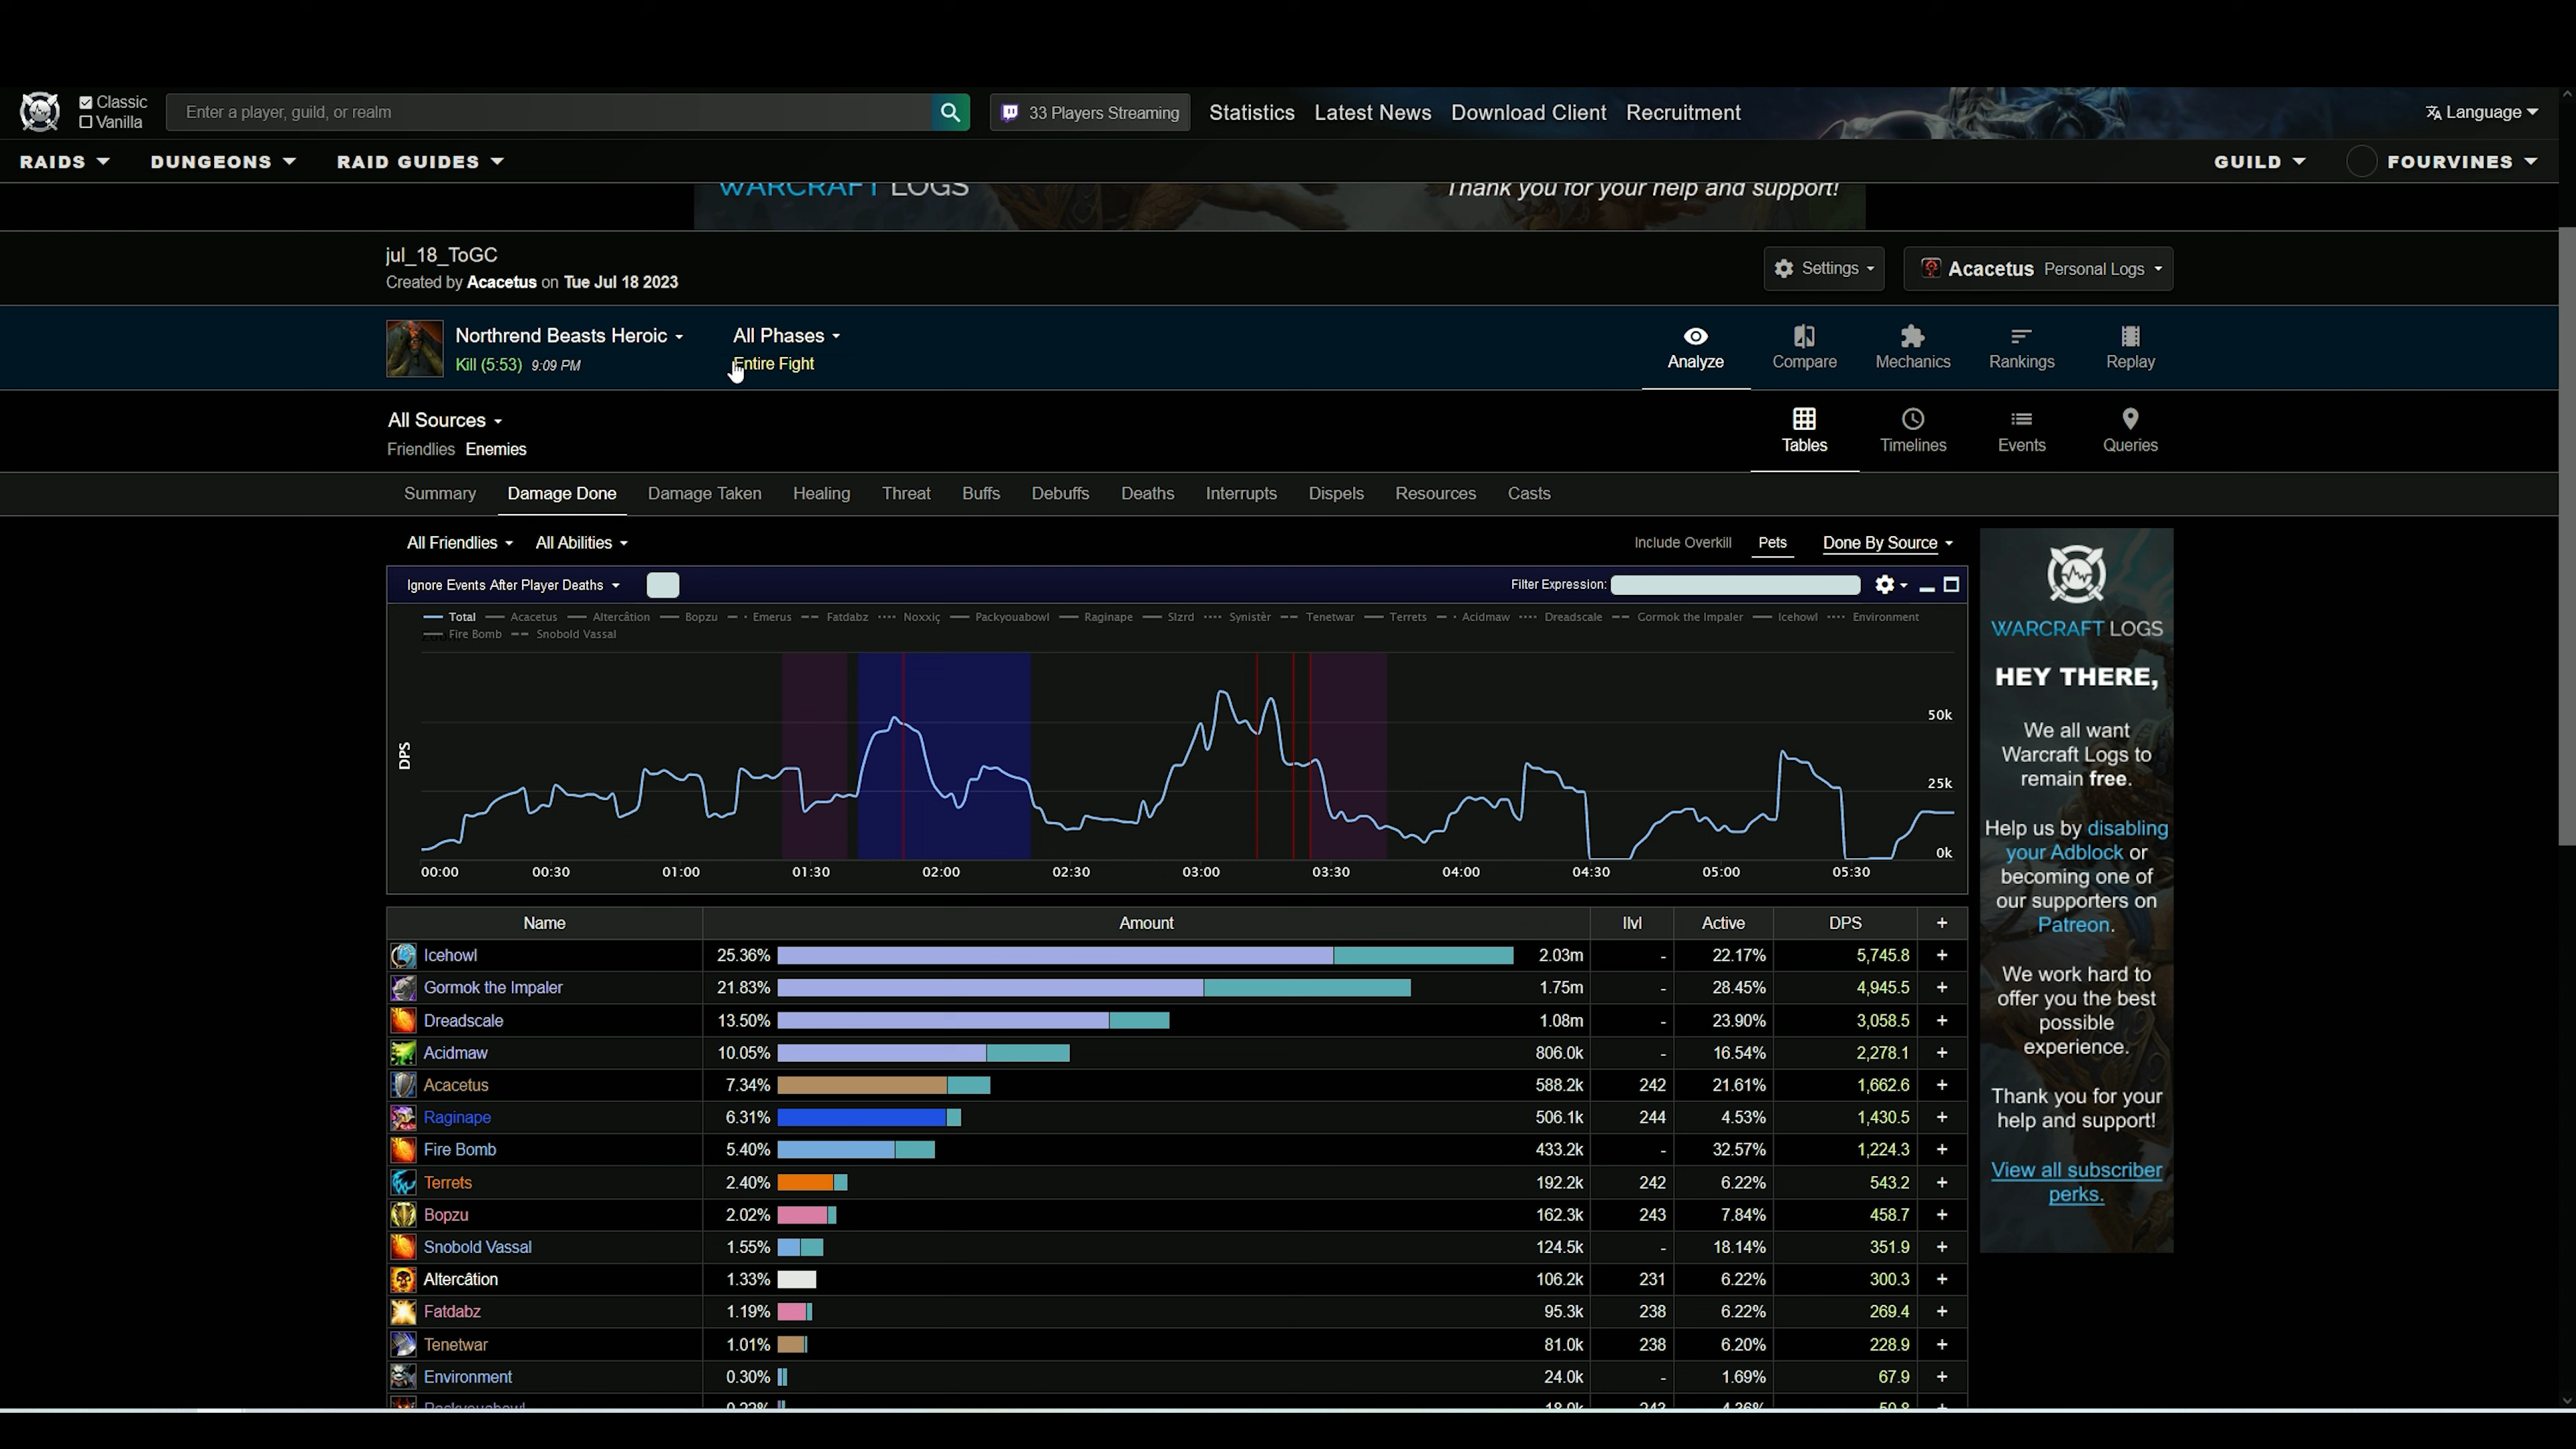 Classic
Vanilla
Enter a player, guild, or realm
33 Players Streaming
Statistics Latest News Download Client Recruitment
Language
RAIDS DUNGEONS RAID GUIDES
GUILD FOURVINES
WARCRAFT LOGS
Thank you for your help and support!
jul_18_ToGC
Created by Acacetus on Tue Jul 18 2023
Settings
Acacetus Personal Logs
Northrend Beasts Heroic
Kill (5:53) 9:09 PM
All Phases
Entire Fight
Analyze Compare Mechanics Rankings Replay
All Sources
Friendlies Enemies
Tables Timelines Events Queries
Summary Damage Done Damage Taken Healing Threat Buffs Debuffs Deaths Interrupts Dispels Resources Casts
All Friendlies All Abilities
Include Overkill Pets Done By Source
Ignore Events After Player Deaths
Filter Expression:
Total Acacetus Altercâtion Bopzu Emerus Fatdabz Noxxiç Packyouabowl Raginape Slzrd Synistèr Tenetwar Terrets Acidmaw Dreadscale Gormok the Impaler Icehowl Environment
Fire Bomb Snobold Vassal
DPS
50k
25k
0k
00:00 00:30 01:00 01:30 02:00 02:30 03:00 03:30 04:00 04:30 05:00 05:30
Name Amount Ilvl Active DPS +
Icehowl 25.36% 2.03m - 22.17% 5,745.8 +
Gormok the Impaler 21.83% 1.75m - 28.45% 4,945.5 +
Dreadscale 13.50% 1.08m - 23.90% 3,058.5 +
Acidmaw 10.05% 806.0k - 16.54% 2,278.1 +
Acacetus 7.34% 588.2k 242 21.61% 1,662.6 +
Raginape 6.31% 506.1k 244 4.53% 1,430.5 +
Fire Bomb 5.40% 433.2k - 32.57% 1,224.3 +
Terrets 2.40% 192.2k 242 6.22% 543.2 +
Bopzu 2.02% 162.3k 243 7.84% 458.7 +
Snobold Vassal 1.55% 124.5k - 18.14% 351.9 +
Altercâtion 1.33% 106.2k 231 6.22% 300.3 +
Fatdabz 1.19% 95.3k 238 6.22% 269.4 +
Tenetwar 1.01% 81.0k 238 6.20% 228.9 +
Environment 0.30% 24.0k - 1.69% 67.9 +
WARCRAFT LOGS
HEY THERE,
We all want
Warcraft Logs to
remain free.
Help us by disabling
your Adblock or
becoming one of
our supporters on
Patreon.
We work hard to
offer you the best
possible
experience.
Thank you for your
help and support!
View all subscriber
perks.